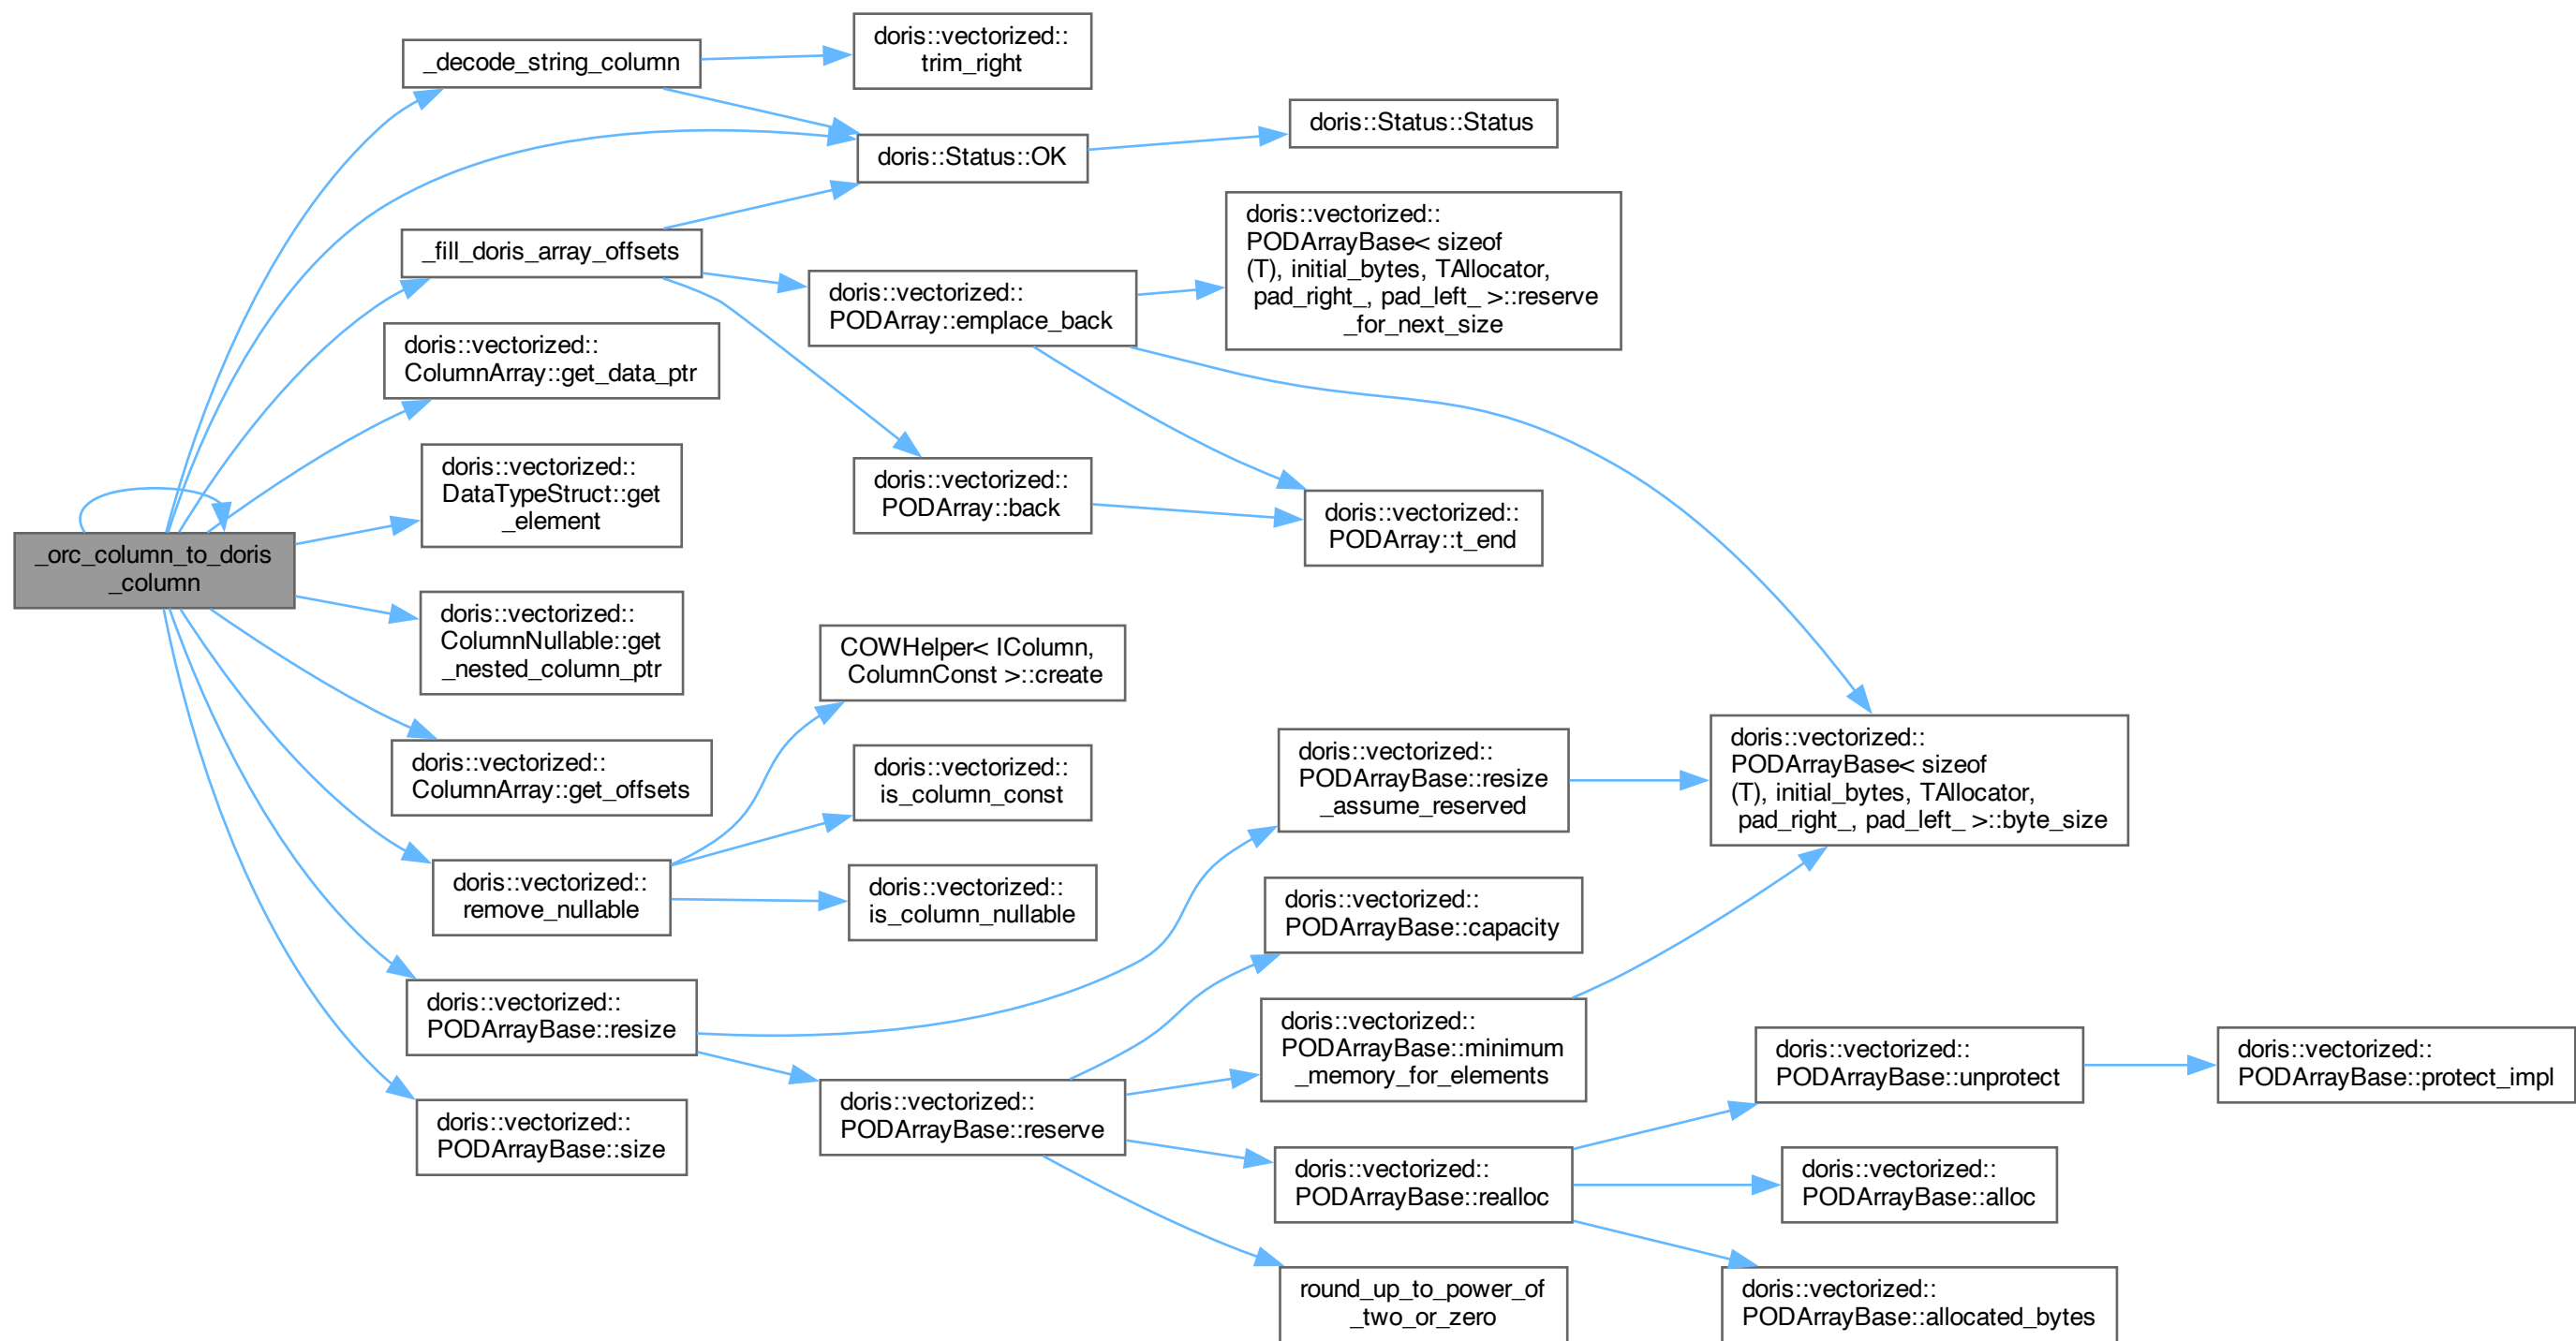 _orc_column_to_doris
_column
_decode_string_column
doris::vectorized::
trim_right
doris::Status::OK
doris::Status::Status
_fill_doris_array_offsets
doris::vectorized::
PODArray::emplace_back
doris::vectorized::
PODArrayBase< sizeof
(T), initial_bytes, TAllocator,
pad_right_, pad_left_ >::reserve
_for_next_size
doris::vectorized::
PODArray::back
doris::vectorized::
PODArray::t_end
doris::vectorized::
PODArrayBase< sizeof
(T), initial_bytes, TAllocator,
pad_right_, pad_left_ >::byte_size
doris::vectorized::
ColumnArray::get_data_ptr
doris::vectorized::
DataTypeStruct::get
_element
doris::vectorized::
ColumnNullable::get
_nested_column_ptr
doris::vectorized::
ColumnArray::get_offsets
doris::vectorized::
remove_nullable
COWHelper< IColumn,
ColumnConst >::create
doris::vectorized::
is_column_const
doris::vectorized::
is_column_nullable
doris::vectorized::
PODArrayBase::resize
doris::vectorized::
PODArrayBase::resize
_assume_reserved
doris::vectorized::
PODArrayBase::reserve
doris::vectorized::
PODArrayBase::capacity
doris::vectorized::
PODArrayBase::minimum
_memory_for_elements
doris::vectorized::
PODArrayBase::realloc
doris::vectorized::
PODArrayBase::unprotect
doris::vectorized::
PODArrayBase::protect_impl
doris::vectorized::
PODArrayBase::alloc
doris::vectorized::
PODArrayBase::allocated_bytes
round_up_to_power_of
_two_or_zero
doris::vectorized::
PODArrayBase::size